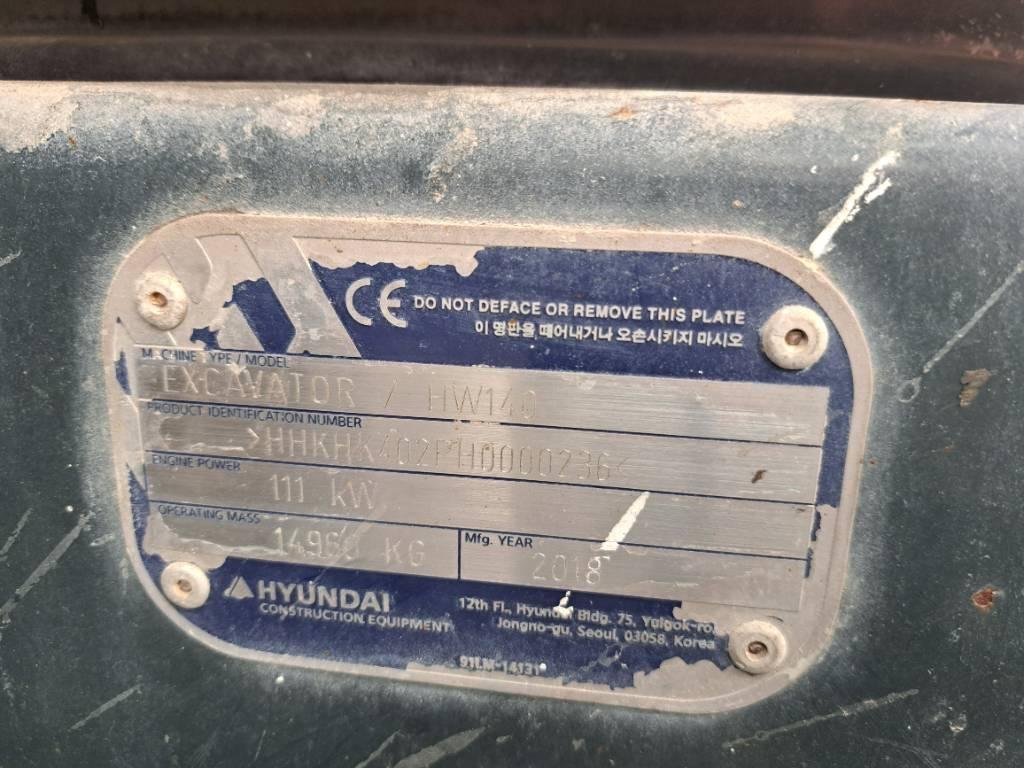 CE DO NOT DEFACE OR REMOVE THIS PLATE
이 명판을 떼어내거나 오손시키지 마시오
MACHINE TYPE / MODEL
EXCAVATOR / HW140
PRODUCT IDENTIFICATION NUMBER
ENGINE POWER
111 kW
OPERATING MASS
14960 KG
Mfg. YEAR
2018
HYUNDAI
CONSTRUCTION EQUIPMENT
12th Fl., Hyundai Bldg. 75, Yulgok-ro,
Jongno-gu, Seoul, 03058, Korea
91LM-14131